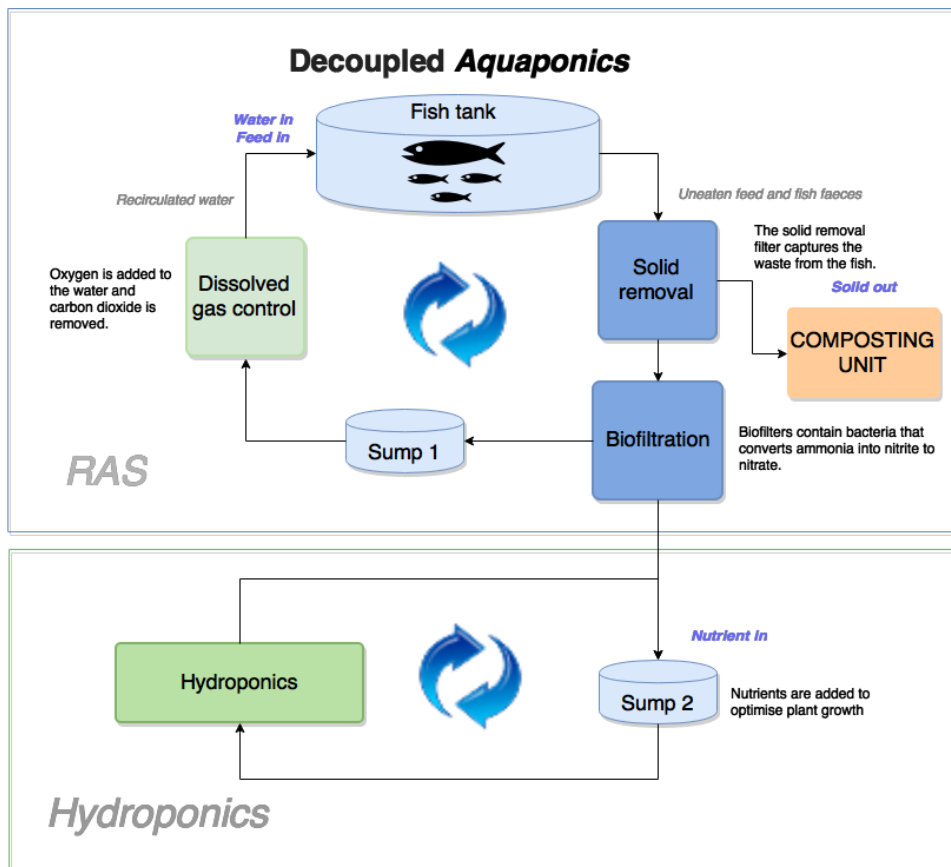 Decoupled Aquaponics
Fish tank
Water in
Feed in
Recirculated water
Uneaten feed and fish faeces
The solid removal
filter captures the
waste from the fish.
Solid out
Solid
removal
Dissolved
gas control
Oxygen is added to
the water and
carbon dioxide is
removed.
COMPOSTING
UNIT
Biofiltration
Biofilters contain bacteria that
converts ammonia into nitrite to
nitrate.
Sump 1
RAS
Nutrient in
Hydroponics
Sump 2
Nutrients are added to
optimise plant growth
Hydroponics